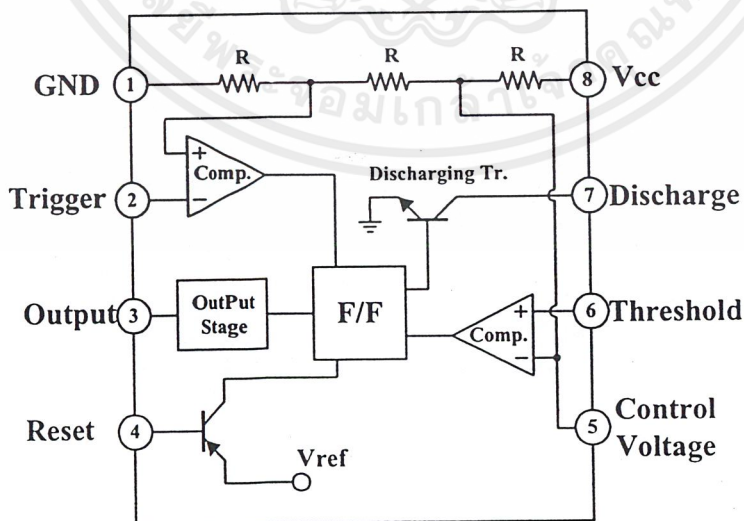 R
R
R
GND
1
8
Vcc
+
Comp.
−
Discharging Tr.
Trigger
2
7
Discharge
Output
3
OutPut
Stage
F/F
+
Comp.
−
6
Threshold
Reset
4
5
Control
Voltage
Vref